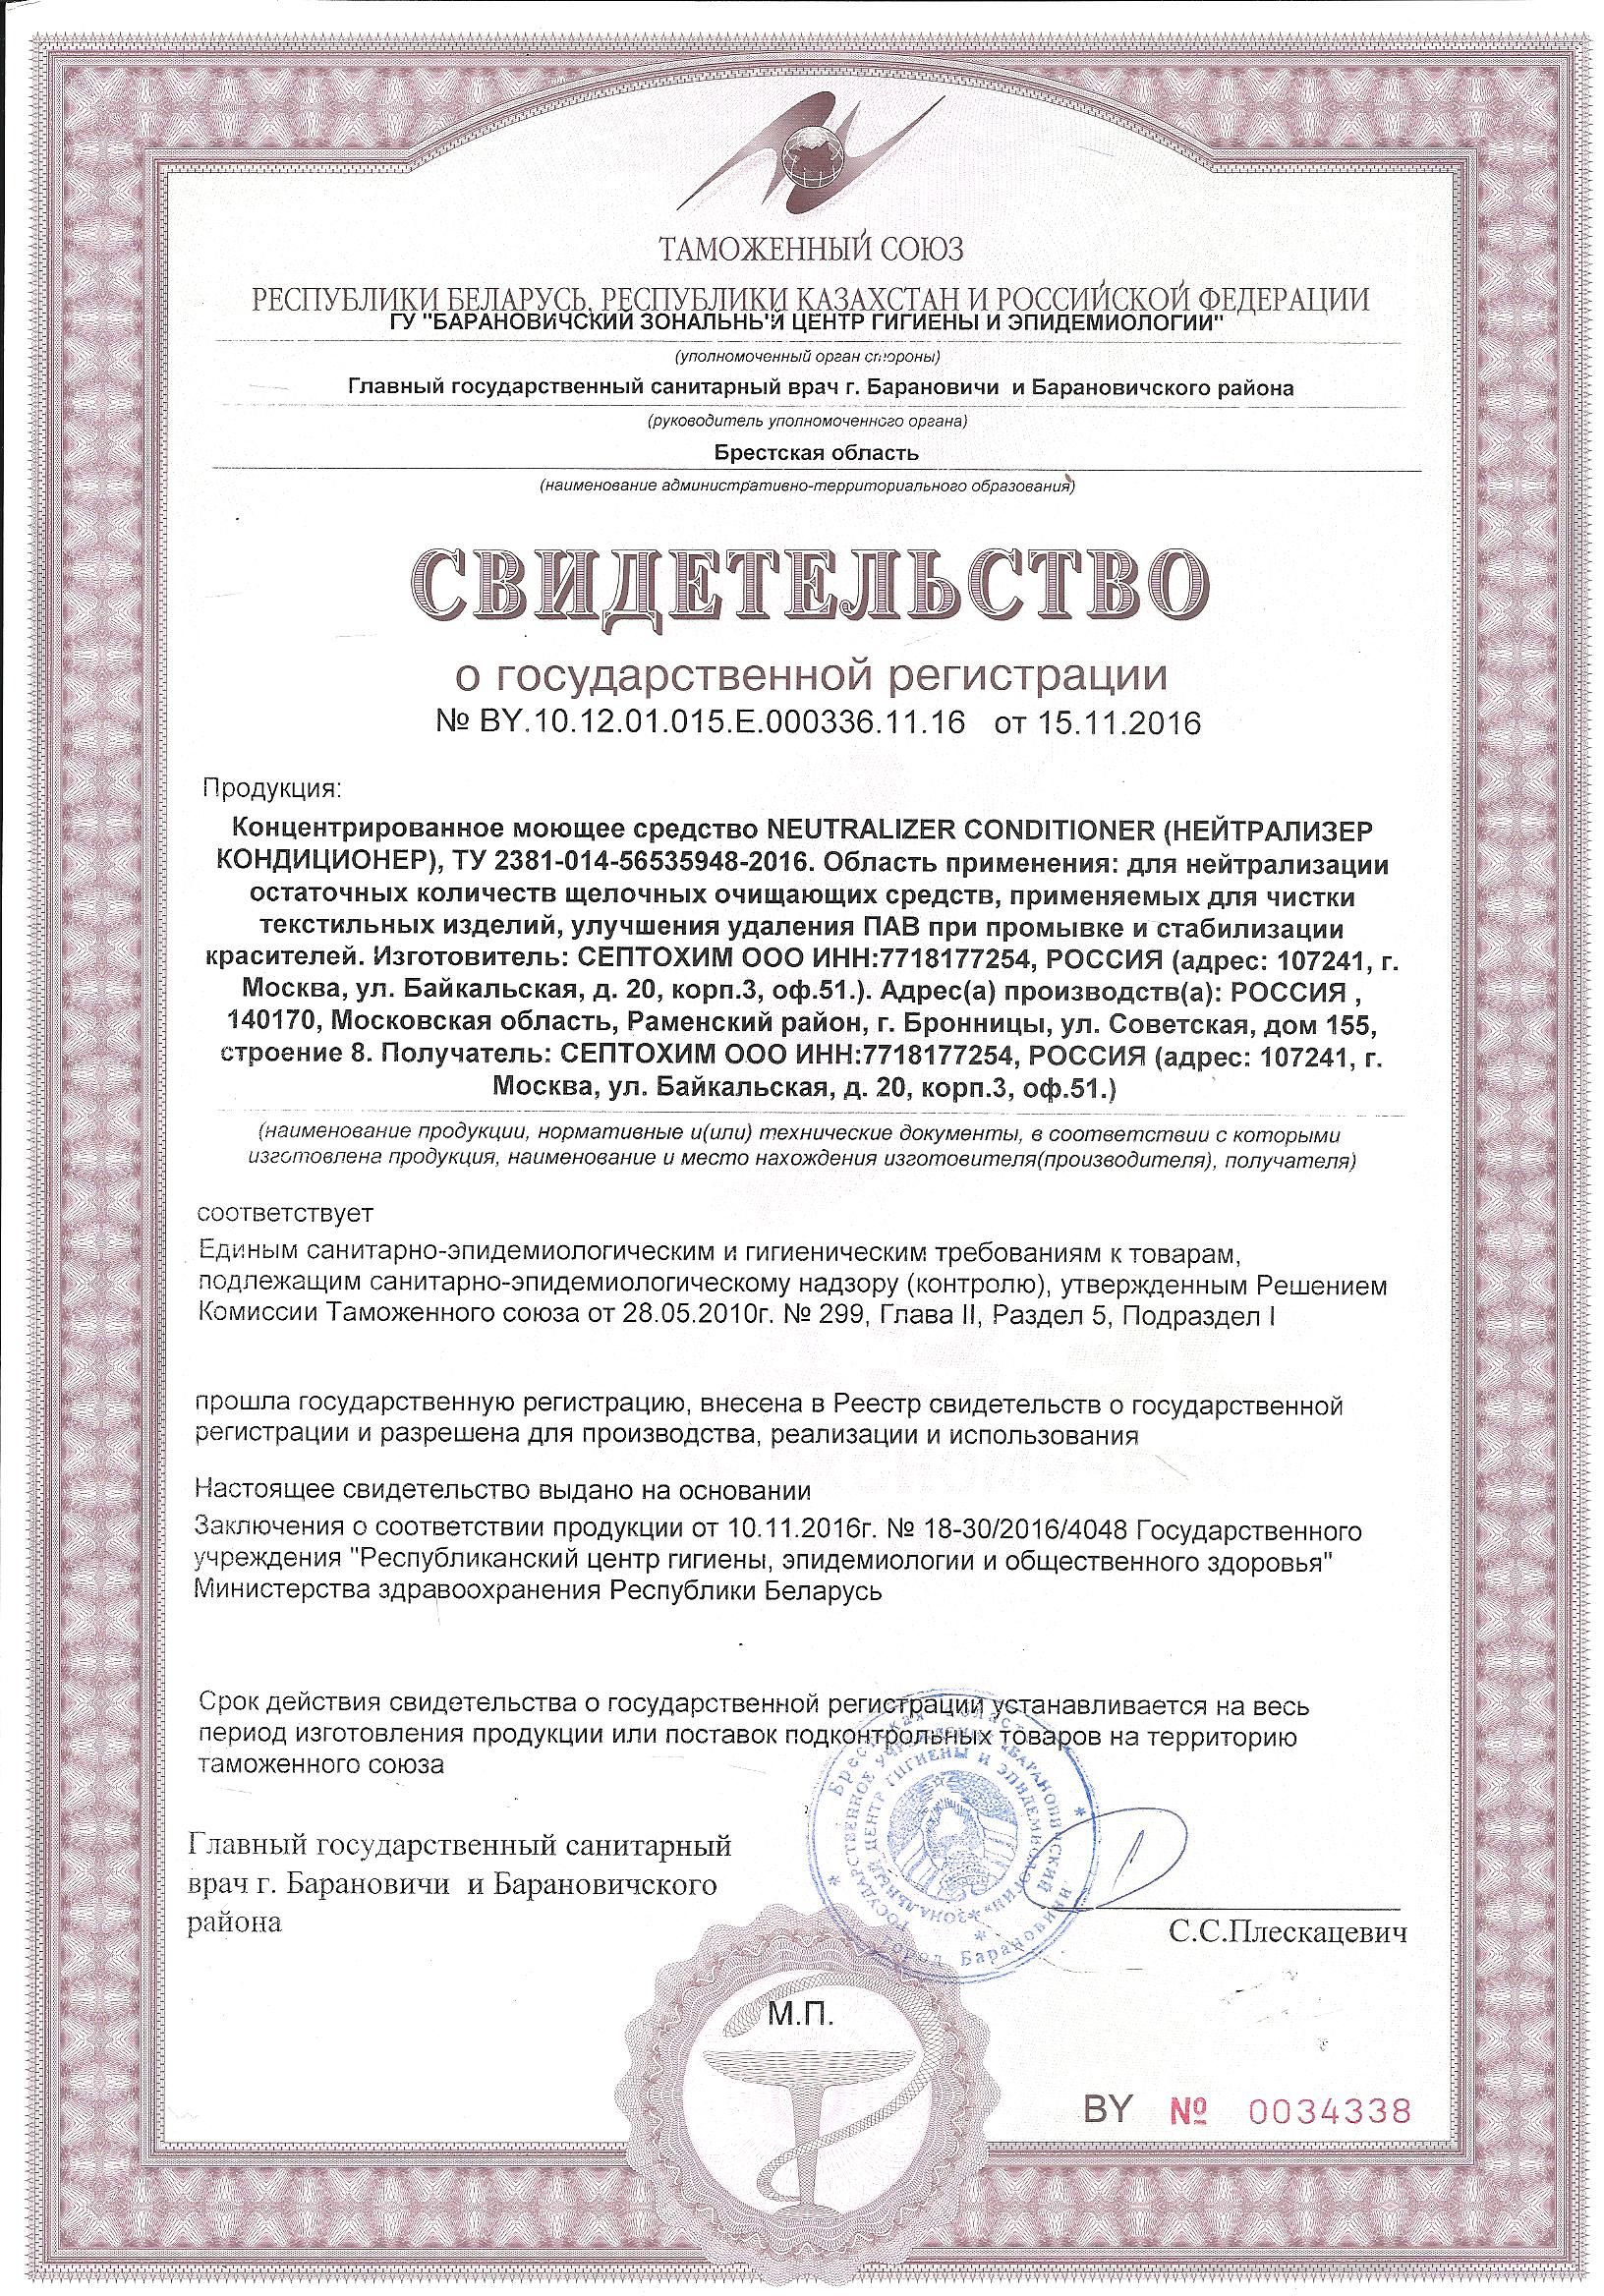 ТАМОЖЕННЫЙ СОЮЗ
РЕСПУБЛИКИ БЕЛАРУСЬ, РЕСПУБЛИКИ КАЗАХСТАН И РОССИЙСКОЙ ФЕДЕРАЦИИ
ГУ "БАРАНОВИЧСКИЙ ЗОНАЛЬНЫЙ ЦЕНТР ГИГИЕНЫ И ЭПИДЕМИОЛОГИИ"
(уполномоченный орган стороны)
Главный государственный санитарный врач г. Барановичи и Барановичского района
(руководитель уполномоченного органа)
Брестская область
(наименование административно-территориального образования)
СВИДЕТЕЛЬСТВО
о государственной регистрации
№ BY.10.12.01.015.E.000336.11.16 от 15.11.2016
Продукция:
Концентрированное моющее средство NEUTRALIZER CONDITIONER (НЕЙТРАЛИЗЕР
КОНДИЦИОНЕР), ТУ 2381-014-56535948-2016. Область применения: для нейтрализации
остаточных количеств щелочных очищающих средств, применяемых для чистки
текстильных изделий, улучшения удаления ПАВ при промывке и стабилизации
красителей. Изготовитель: СЕПТОХИМ ООО ИНН:7718177254, РОССИЯ (адрес: 107241, г.
Москва, ул. Байкальская, д. 20, корп.3, оф.51.). Адрес(а) производств(а): РОССИЯ ,
140170, Московская область, Раменский район, г. Бронницы, ул. Советская, дом 155,
строение 8. Получатель: СЕПТОХИМ ООО ИНН:7718177254, РОССИЯ (адрес: 107241, г.
Москва, ул. Байкальская, д. 20, корп.3, оф.51.)
(наименование продукции, нормативные и(или) технические документы, в соответствии с которыми
изготовлена продукция, наименование и место нахождения изготовителя(производителя), получателя)
соответствует
Единым санитарно-эпидемиологическим и гигиеническим требованиям к товарам,
подлежащим санитарно-эпидемиологическому надзору (контролю), утвержденным Решением
Комиссии Таможенного союза от 28.05.2010г. № 299, Глава II, Раздел 5, Подраздел I
прошла государственную регистрацию, внесена в Реестр свидетельств о государственной
регистрации и разрешена для производства, реализации и использования
Настоящее свидетельство выдано на основании
Заключения о соответствии продукции от 10.11.2016г. № 18-30/2016/4048 Государственного
учреждения "Республиканский центр гигиены, эпидемиологии и общественного здоровья"
Министерства здравоохранения Республики Беларусь
Срок действия свидетельства о государственной регистрации устанавливается на весь
период изготовления продукции или поставок подконтрольных товаров на территорию
таможенного союза
Брестская область * город Барановичи *
ГОСУДАРСТВЕННОЕ УЧРЕЖДЕНИЕ «БАРАНОВИЧСКИЙ
ЗОНАЛЬНЫЙ ЦЕНТР ГИГИЕНЫ И ЭПИДЕМИОЛОГИИ» *
Главный государственный санитарный
врач г. Барановичи и Барановичского
района
С.С.Плескацевич
М.П.
BY № 0034338